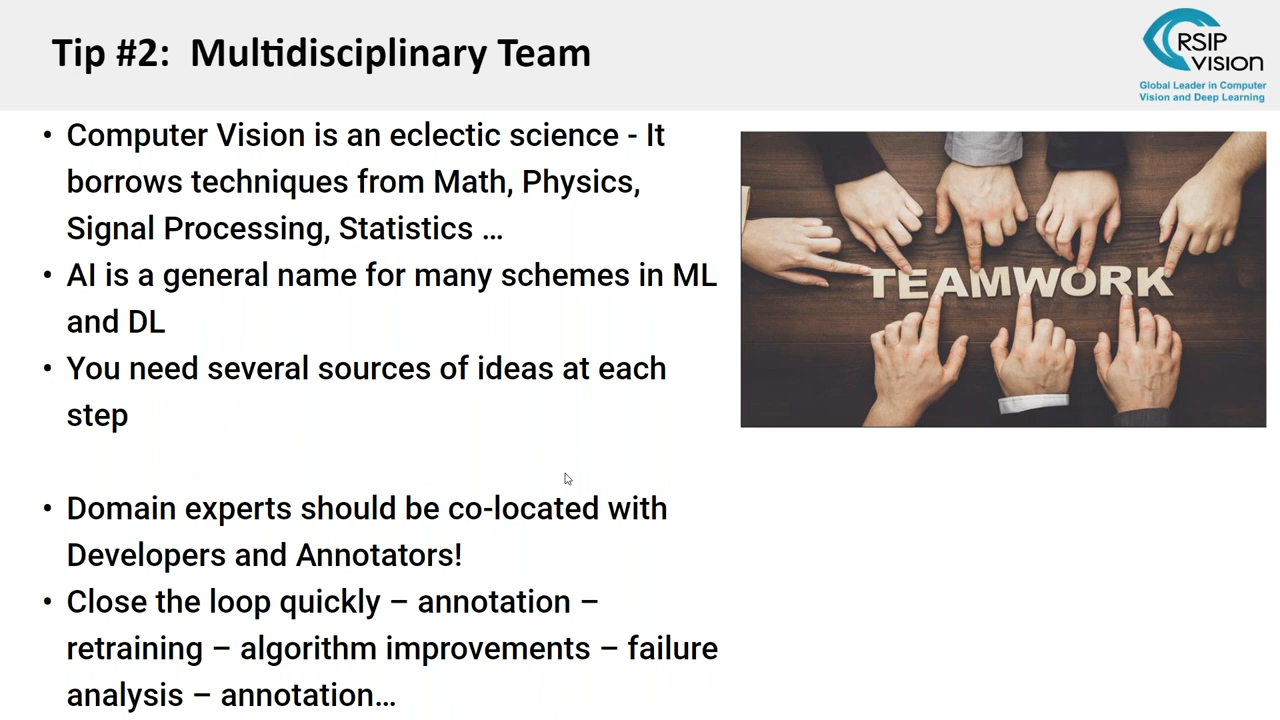 Tip #2: Multidisciplinary Team
RSIP
VISION
Global Leader in Computer
Vision and Deep Learning
• Computer Vision is an eclectic science - It
borrows techniques from Math, Physics,
Signal Processing, Statistics ...
• AI is a general name for many schemes in ML
and DL
• You need several sources of ideas at each
step
• Domain experts should be co-located with
Developers and Annotators!
• Close the loop quickly – annotation –
retraining – algorithm improvements – failure
analysis – annotation...
TEAMWORK